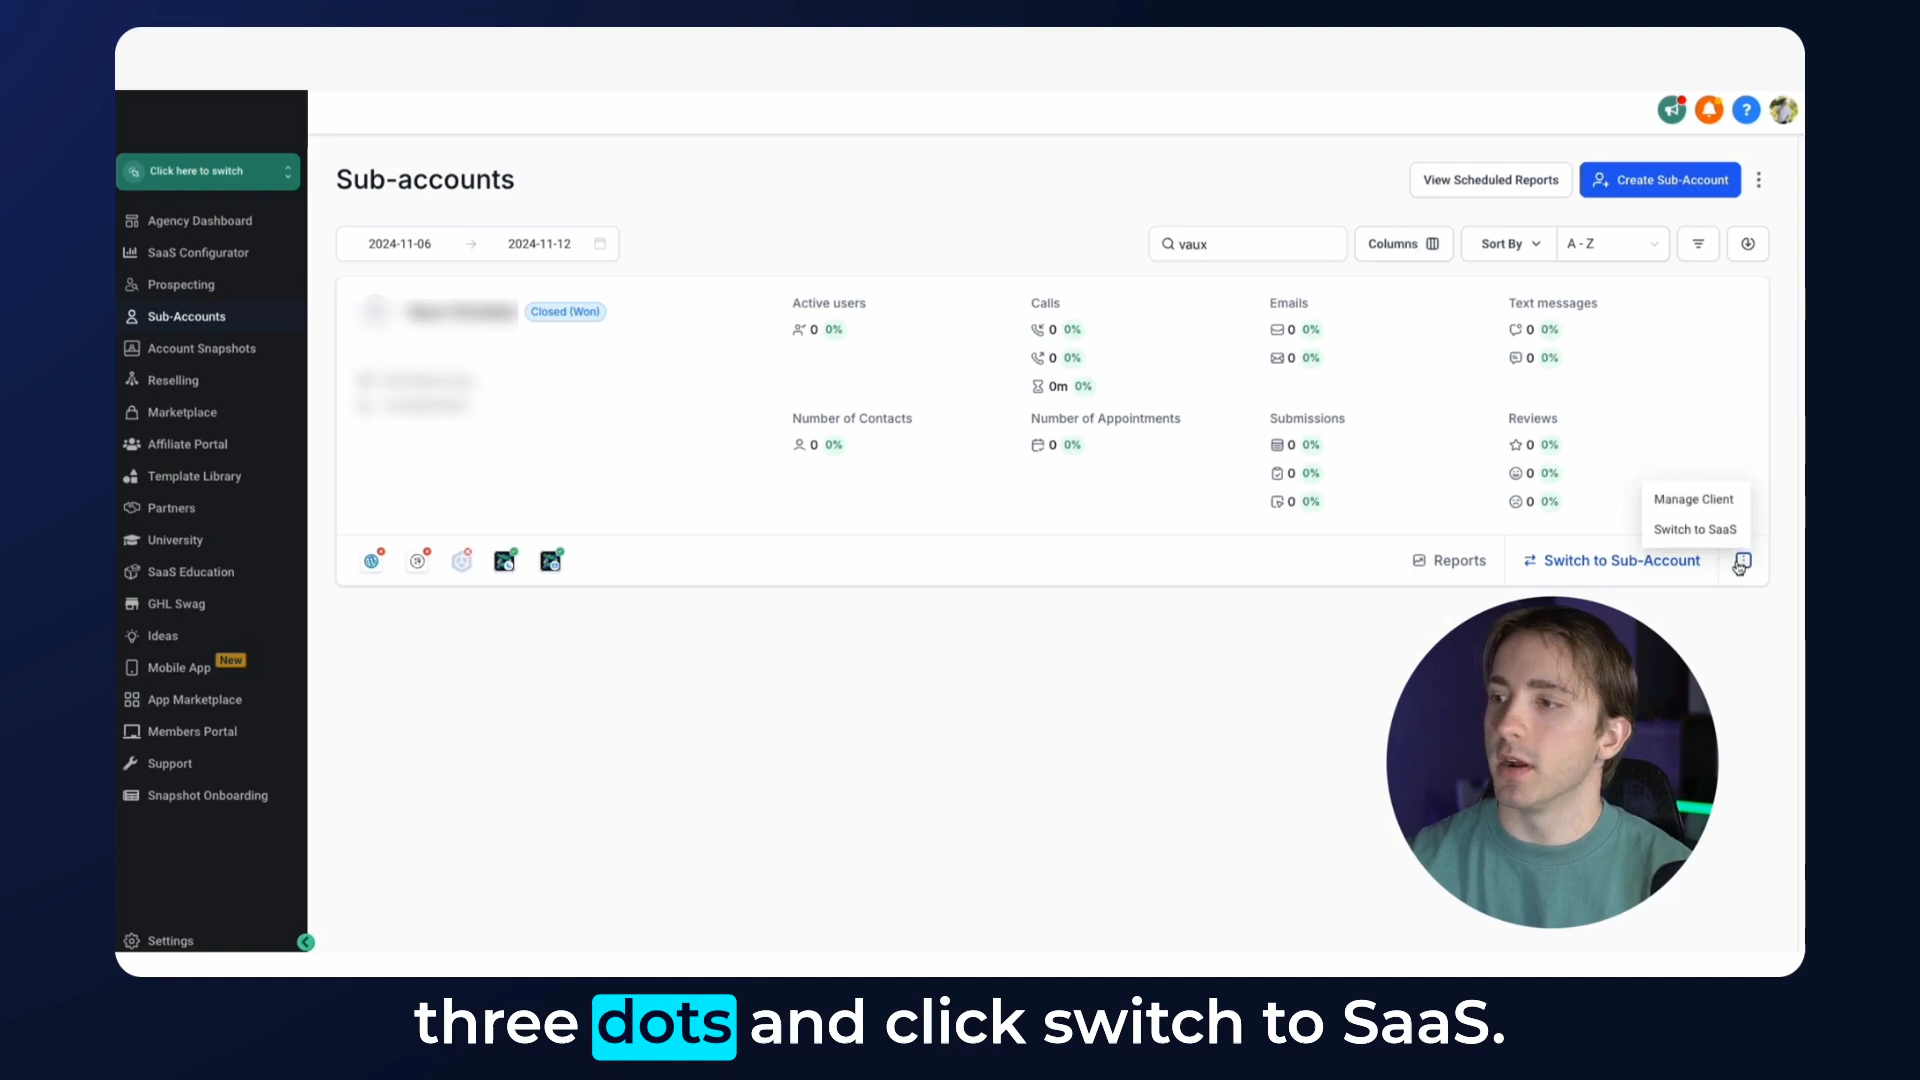 Click here to switch
Agency Dashboard
SaaS Configurator
Prospecting
Sub-Accounts
Account Snapshots
Reselling
Marketplace
Affiliate Portal
Template Library
Partners
University
SaaS Education
GHL Swag
Ideas
Mobile App New
App Marketplace
Members Portal
Support
Snapshot Onboarding
Settings
?
Sub-accounts
View Scheduled Reports
Create Sub-Account
2024-11-06 → 2024-11-12
vaux
Columns
Sort By
A - Z
Closed (Won)
Active users
0 0%
Calls
0 0%
0 0%
0m 0%
Emails
0 0%
0 0%
Text messages
0 0%
0 0%
Number of Contacts
0 0%
Number of Appointments
0 0%
Submissions
0 0%
0 0%
0 0%
Reviews
0 0%
0 0%
0 0%
Manage Client
Switch to SaaS
Reports
Switch to Sub-Account
three dots and click switch to SaaS.